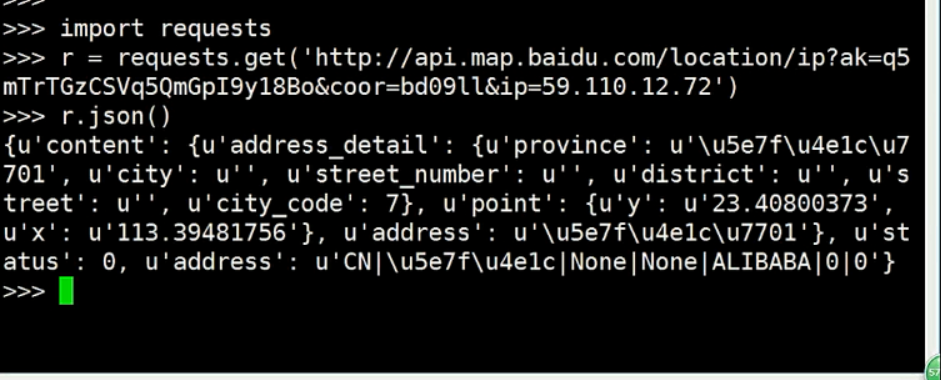 >>>
>>> import requests
>>> r = requests.get('http://api.map.baidu.com/location/ip?ak=q5
mTrTGzCSVq5QmGpI9y18Bo&coor=bd09ll&ip=59.110.12.72')
>>> r.json()
{u'content': {u'address_detail': {u'province': u'\u5e7f\u4e1c\u7
701', u'city': u'', u'street_number': u'', u'district': u'', u's
treet': u'', u'city_code': 7}, u'point': {u'y': u'23.40800373',
u'x': u'113.39481756'}, u'address': u'\u5e7f\u4e1c\u7701'}, u'st
atus': 0, u'address': u'CN|\u5e7f\u4e1c|None|None|ALIBABA|0|0'}
>>>
57